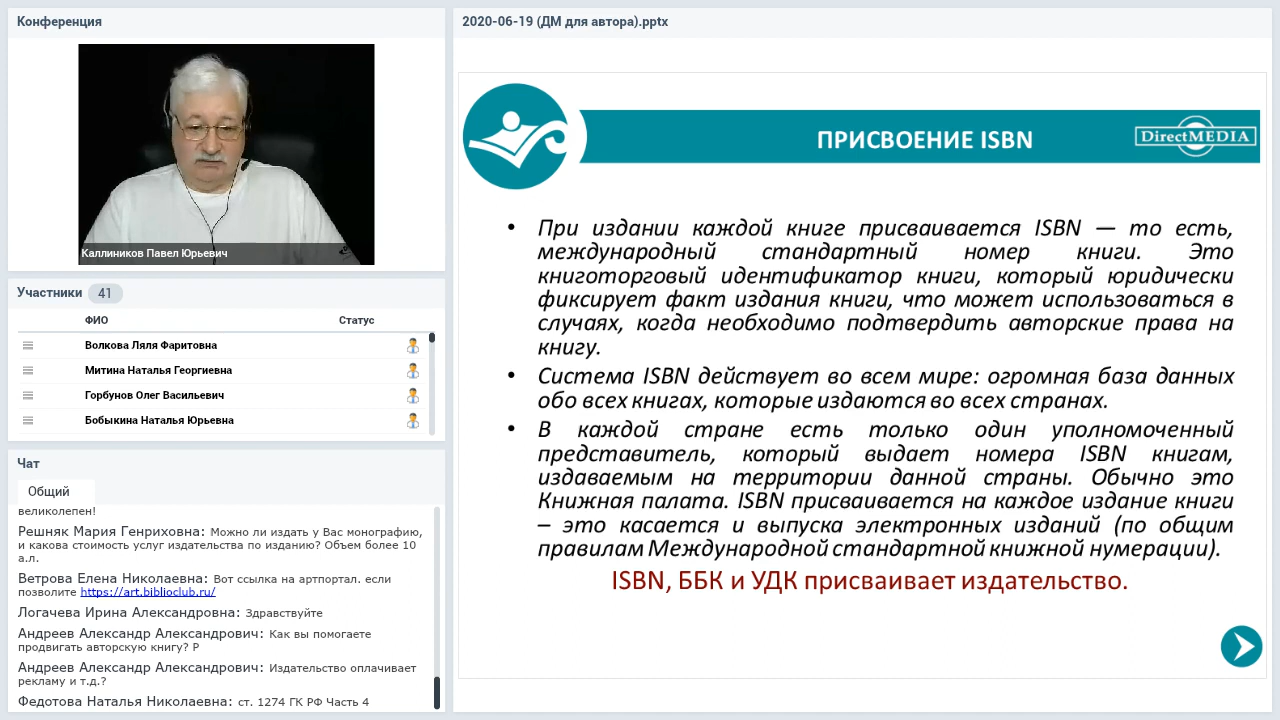 Конференция
Каллиников Павел Юрьевич
Участники 41
ФИО Статус
Волкова Ляля Фаритовна
Митина Наталья Георгиевна
Горбунов Олег Васильевич
Бобыкина Наталья Юрьевна
Чат
Общий
великолепен!
Решняк Мария Генриховна: Можно ли издать у Вас монографию,
и какова стоимость услуг издательства по изданию? Объем более 10
а.л.
Ветрова Елена Николаевна: Вот ссылка на артпортал. если
позволите https://art.biblioclub.ru/
Логачева Ирина Александровна: Здравствуйте
Андреев Александр Александрович: Как вы помогаете
продвигать авторскую книгу? Р
Андреев Александр Александрович: Издательство оплачивает
рекламу и т.д.?
Федотова Наталья Николаевна: ст. 1274 ГК РФ Часть 4
2020-06-19 (ДМ для автора).pptx
ПРИСВОЕНИЕ ISBN
DirectMEDIA
• При издании каждой книге присваивается ISBN — то есть,
международный стандартный номер книги. Это
книготорговый идентификатор книги, который юридически
фиксирует факт издания книги, что может использоваться в
случаях, когда необходимо подтвердить авторские права на
книгу.
• Система ISBN действует во всем мире: огромная база данных
обо всех книгах, которые издаются во всех странах.
• В каждой стране есть только один уполномоченный
представитель, который выдает номера ISBN книгам,
издаваемым на территории данной страны. Обычно это
Книжная палата. ISBN присваивается на каждое издание книги
– это касается и выпуска электронных изданий (по общим
правилам Международной стандартной книжной нумерации).
ISBN, ББК и УДК присваивает издательство.